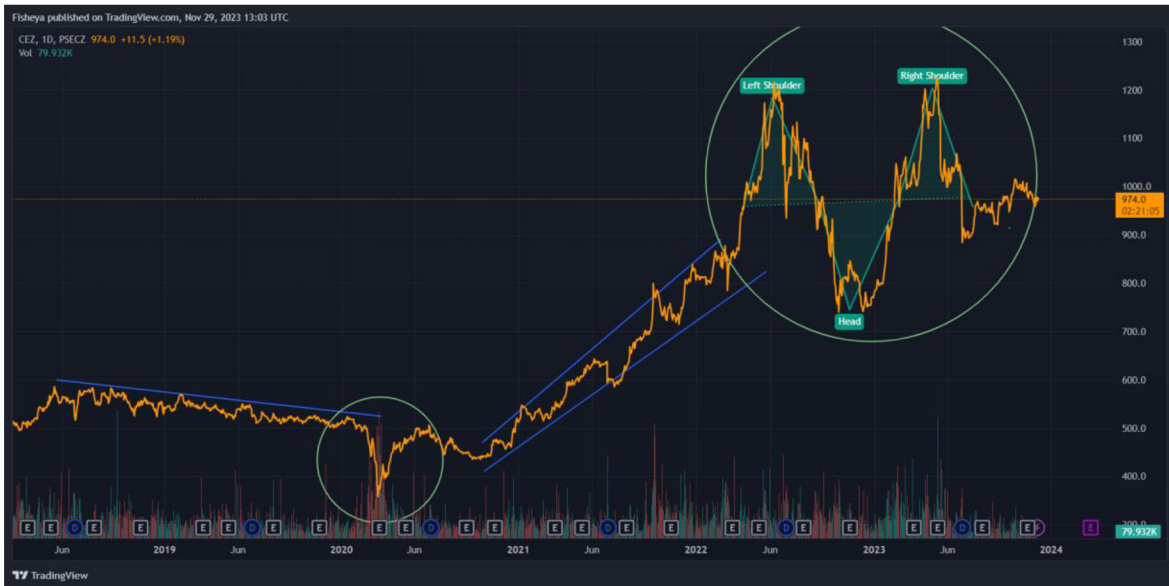 Fisheya published on TradingView.com, Nov 29, 2023 13:03 UTC
CEZ, 1D, PSECZ 974.0 +11.5 (+1.19%)
Vol 79.932K
1300
1200
1100
1000.0
974.0
02:21:05
900.0
800.0
700.0
600.0
500.0
400.0
79.932K
Left Shoulder
Right Shoulder
Head
E E D E E E E D E E E E D E E E E D E E E E D E E E E D E E E
Jun 2019 Jun 2020 Jun 2021 Jun 2022 Jun 2023 Jun 2024
TradingView